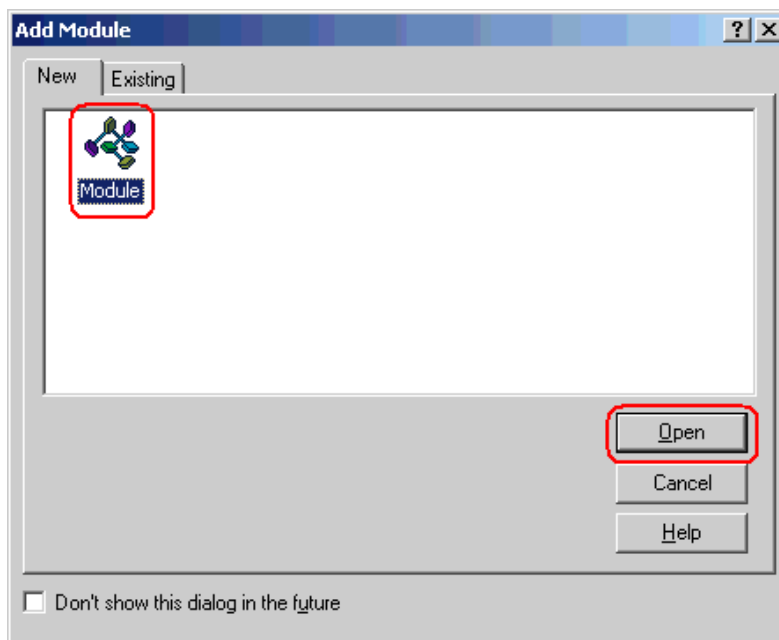 Add Module
New
Existing
Module
Open
Cancel
Help
Don't show this dialog in the future